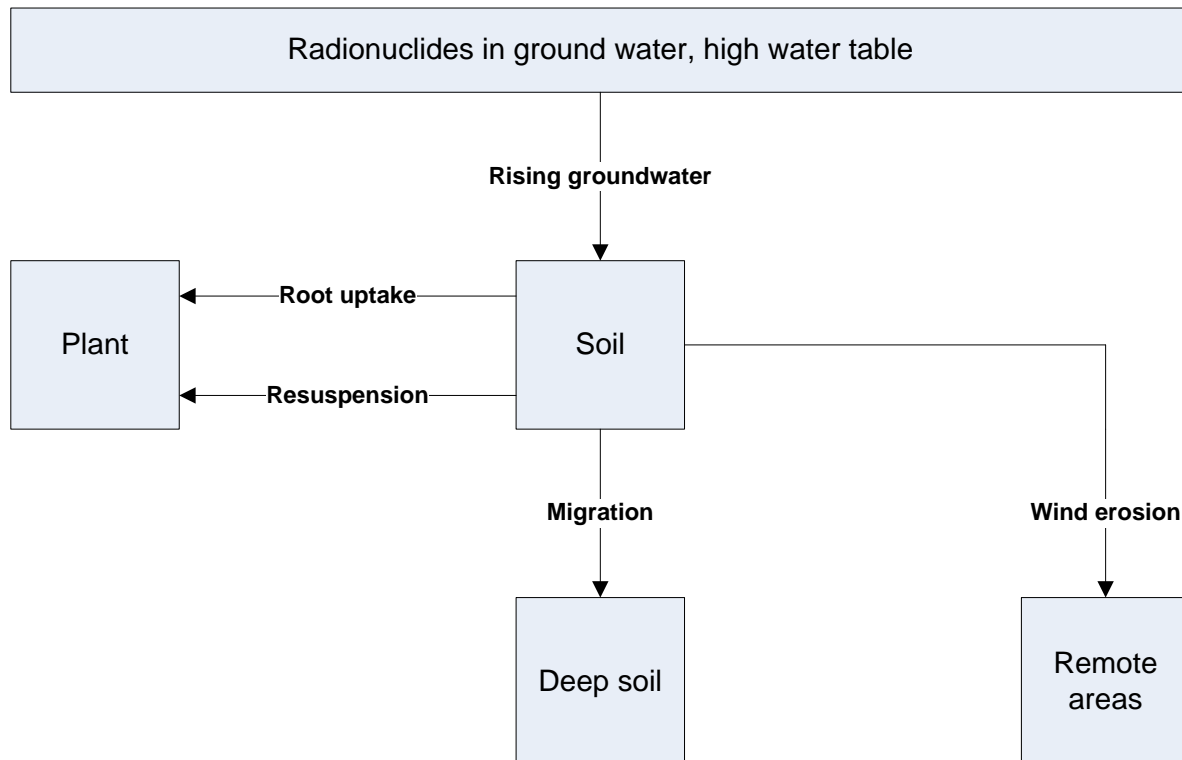 Radionuclides in ground water, high water table
Rising groundwater
Root uptake
Plant
Soil
Resuspension
Migration
Wind erosion
Deep soil
Remote
areas